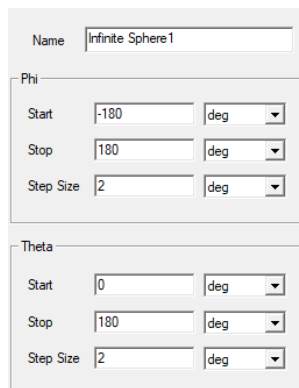 Name Infinite Sphere1
Phi
Start -180 deg
Stop 180 deg
Step Size 2 deg
Theta
Start 0 deg
Stop 180 deg
Step Size 2 deg